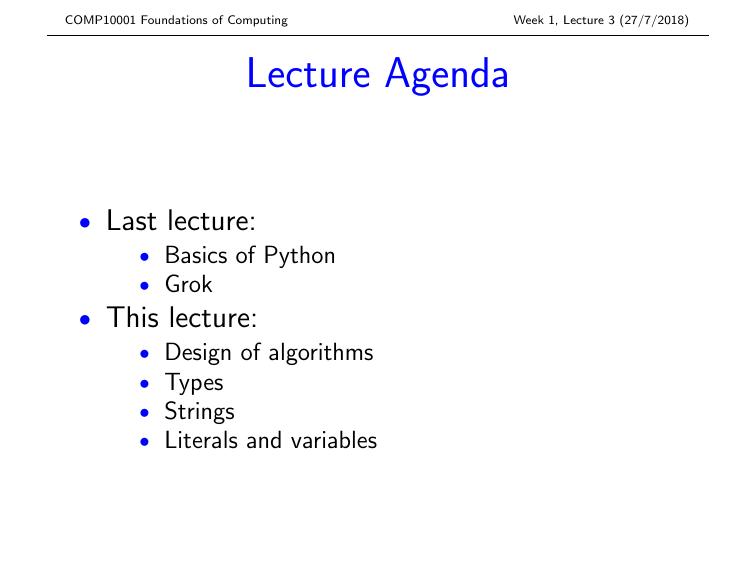 COMP10001 Foundations of Computing Week 1, Lecture 3 (27/7/2018)
Lecture Agenda
• Last lecture:
• Basics of Python
• Grok
• This lecture:
• Design of algorithms
• Types
• Strings
• Literals and variables